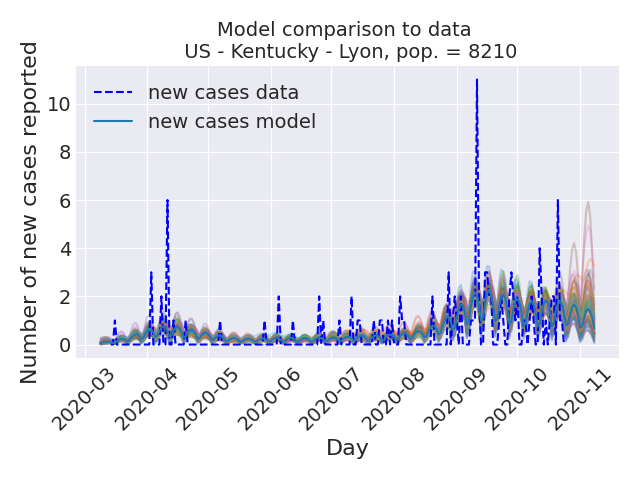 Model comparison to data
US - Kentucky - Lyon, pop. = 8210
Number of new cases reported
10
8
6
4
2
0
new cases data
new cases model
2020-03
2020-04
2020-05
2020-06
2020-07
2020-08
2020-09
2020-10
2020-11
Day